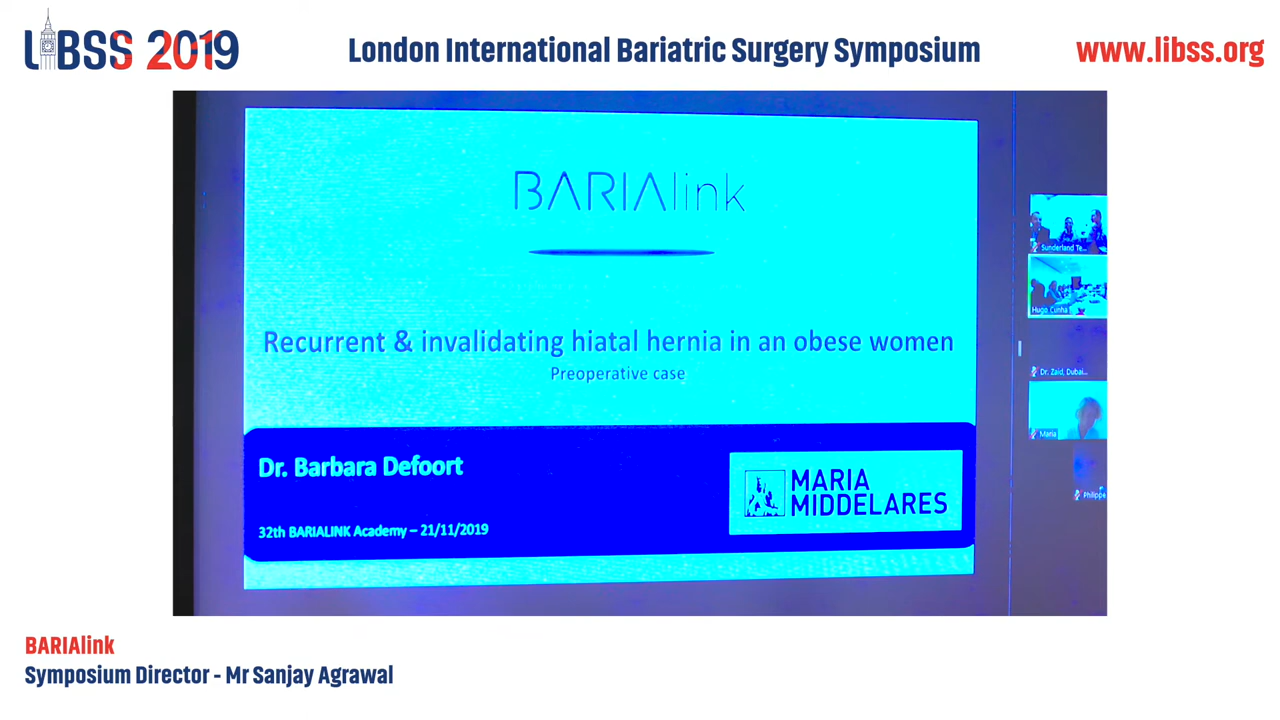 LIBSS 2019
London International Bariatric Surgery Symposium
www.libss.org
BARIAlink
Recurrent & invalidating hiatal hernia in an obese women
Preoperative case
Dr. Barbara Defoort
32th BARIALINK Academy – 21/11/2019
MARIA
MIDDELARES
Sunderland Te...
Hugo Cunha
Dr. Zaid, Dubai...
Maria
Philippe
BARIAlink
Symposium Director - Mr Sanjay Agrawal